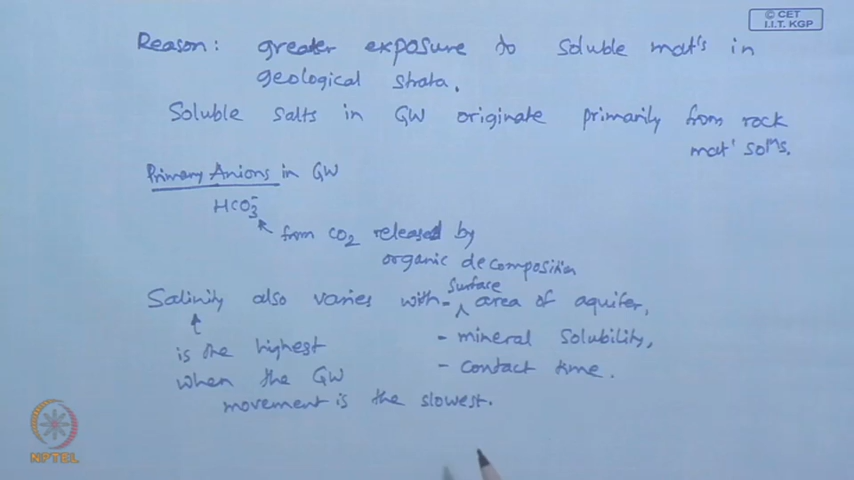 © CET
I.I.T. KGP
Reason: greater exposure to soluble mat's in
geological strata.
Soluble salts in GW originate primarily from rock
mat' solns.
Primary Anions in GW
HCO3-
from CO2 released by
organic decomposition
Salinity also varies with - surface area of aquifer,
is the highest - mineral solubility,
when the GW - contact time.
movement is the slowest.
NPTEL